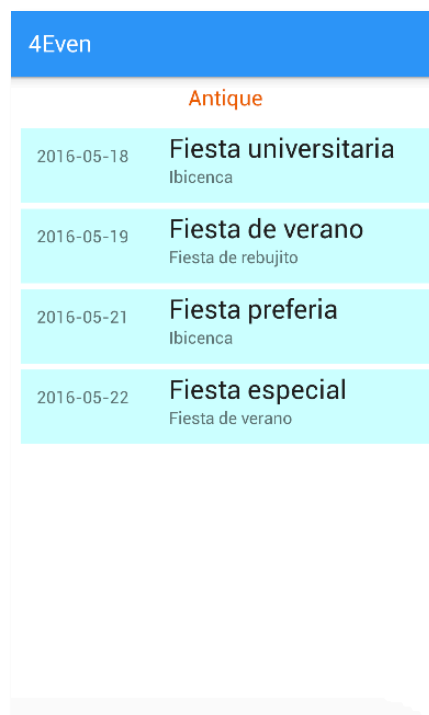 4Even
Antique
2016-05-18
Fiesta universitaria
Ibicenca
2016-05-19
Fiesta de verano
Fiesta de rebujito
2016-05-21
Fiesta preferia
Ibicenca
2016-05-22
Fiesta especial
Fiesta de verano